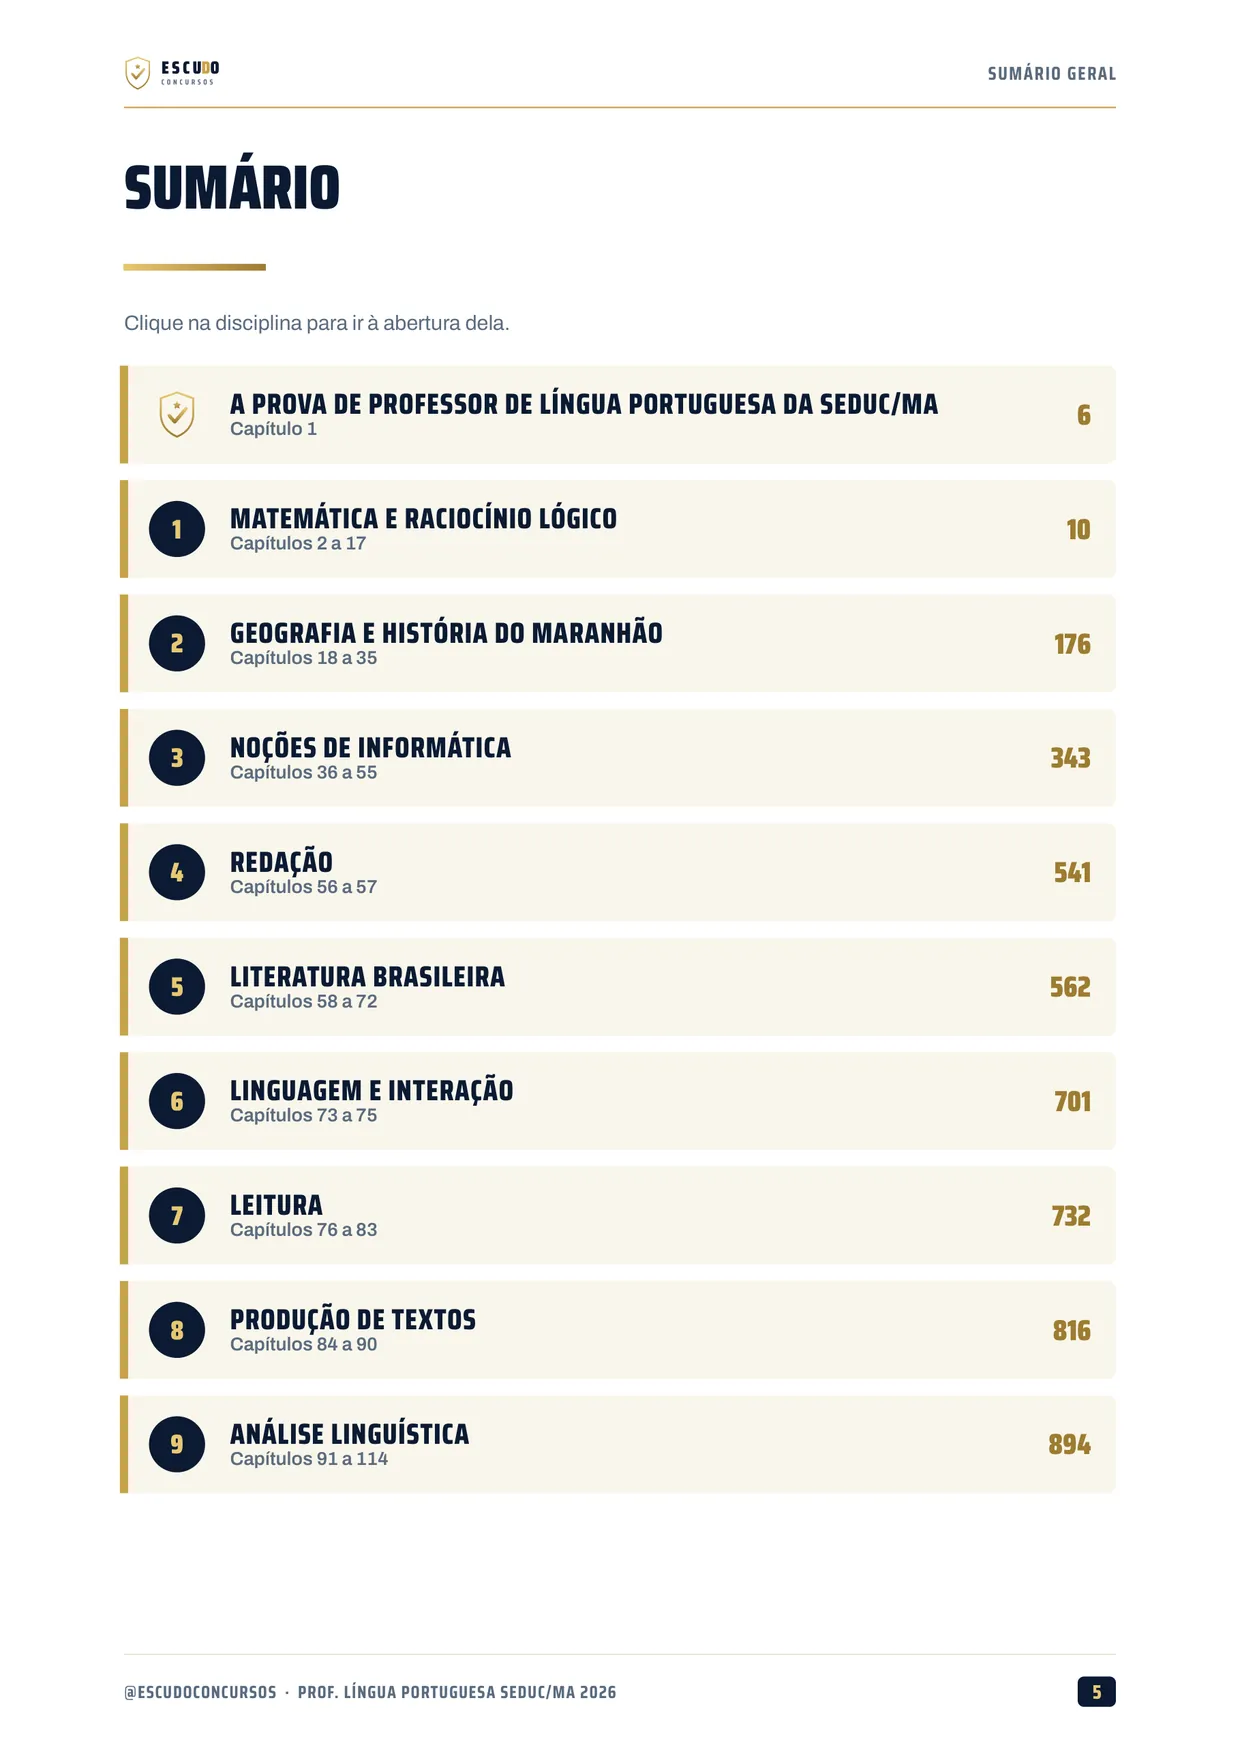 ESCUDO
CONCURSOS
SUMÁRIO GERAL
SUMÁRIO
Clique na disciplina para ir à abertura dela.
A PROVA DE PROFESSOR DE LÍNGUA PORTUGUESA DA SEDUC/MA
Capítulo 1
6
1
MATEMÁTICA E RACIOCÍNIO LÓGICO
Capítulos 2 a 17
10
2
GEOGRAFIA E HISTÓRIA DO MARANHÃO
Capítulos 18 a 35
176
3
NOÇÕES DE INFORMÁTICA
Capítulos 36 a 55
343
4
REDAÇÃO
Capítulos 56 a 57
541
5
LITERATURA BRASILEIRA
Capítulos 58 a 72
562
6
LINGUAGEM E INTERAÇÃO
Capítulos 73 a 75
701
7
LEITURA
Capítulos 76 a 83
732
8
PRODUÇÃO DE TEXTOS
Capítulos 84 a 90
816
9
ANÁLISE LINGUÍSTICA
Capítulos 91 a 114
894
@ESCUDOCONCURSOS · PROF. LÍNGUA PORTUGUESA SEDUC/MA 2026
5